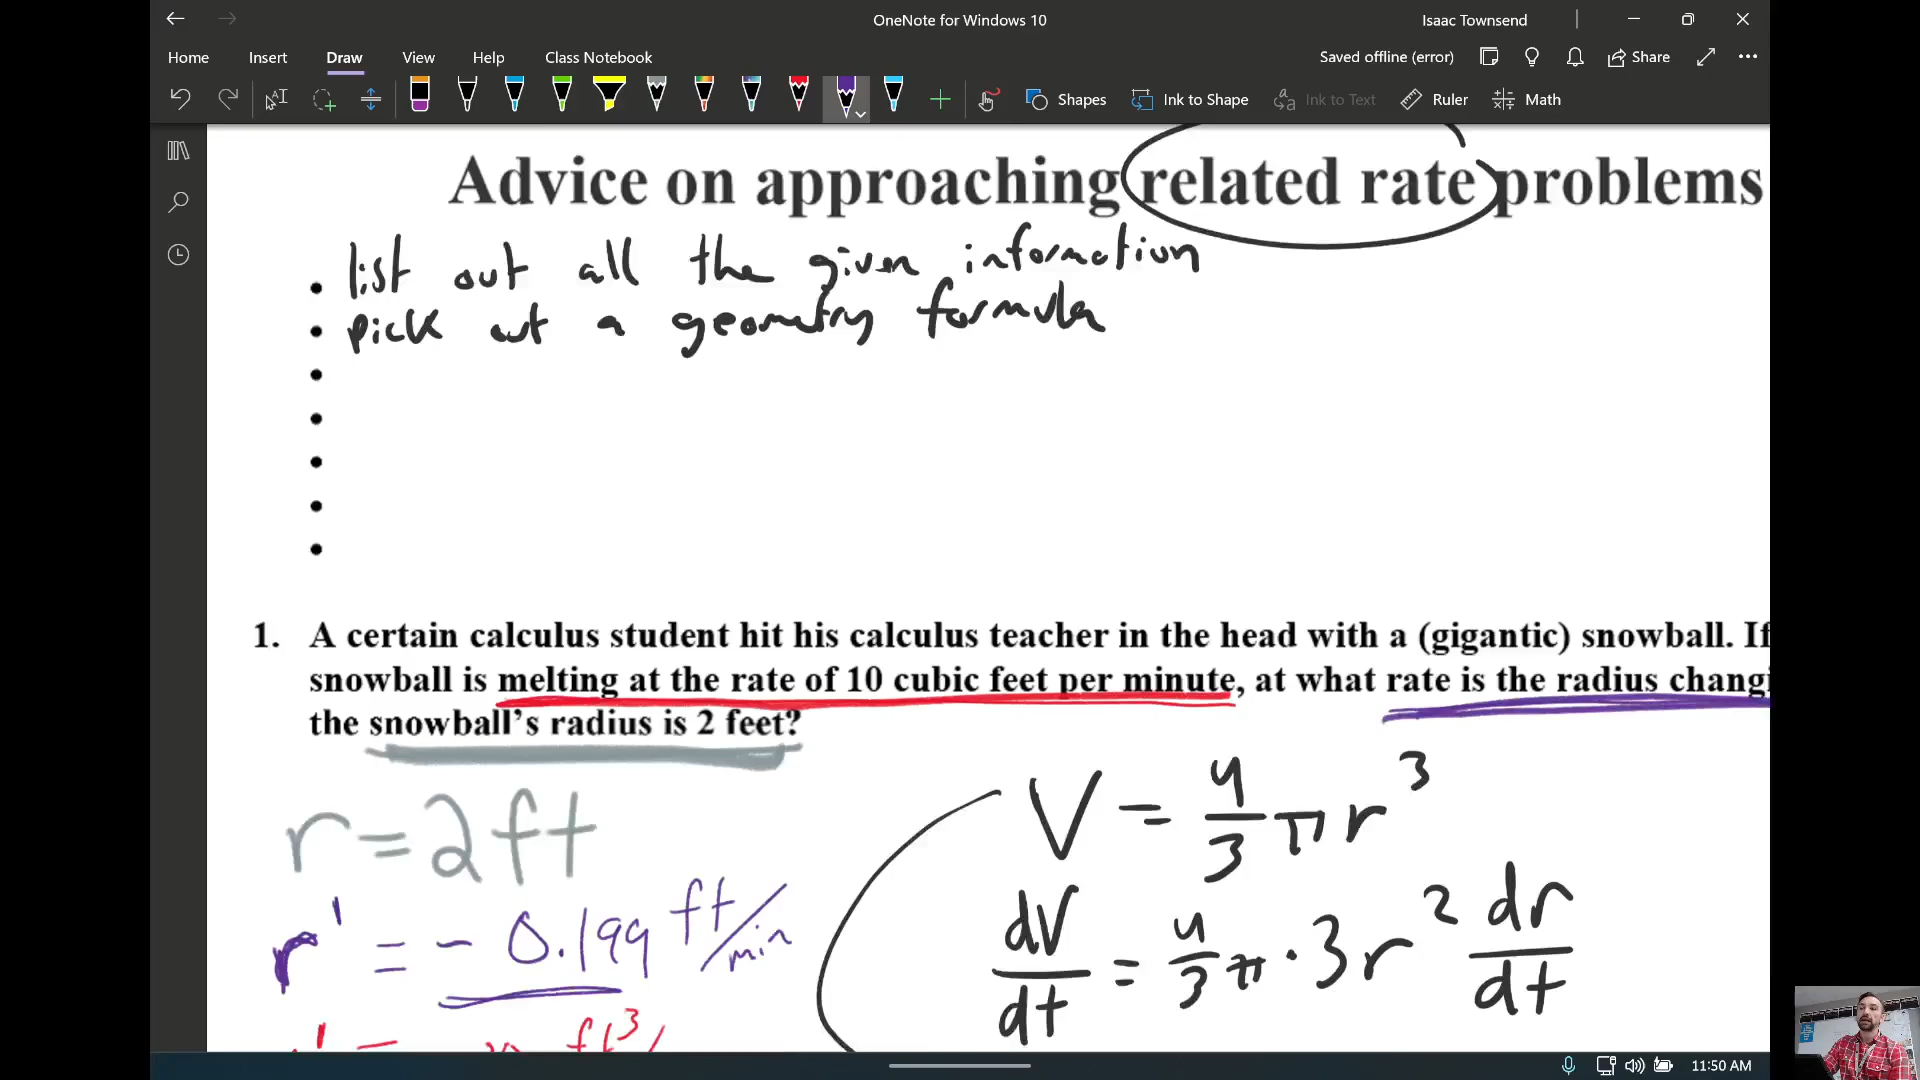 OneNote for Windows 10
Isaac Townsend
Home Insert Draw View Help Class Notebook
Saved offline (error) Share
Shapes Ink to Shape Ink to Text Ruler Math
Advice on approaching related rate problems
• list out all the given information
• pick out a geometry formula
•
•
•
•
•
1. A certain calculus student hit his calculus teacher in the head with a (gigantic) snowball. If
snowball is melting at the rate of 10 cubic feet per minute, at what rate is the radius changi
the snowball's radius is 2 feet?
r = 2 ft
V = 4/3 π r³
r' = - 0.199 ft/min
dV/dt = 4/3 π · 3r² dr/dt
11:50 AM